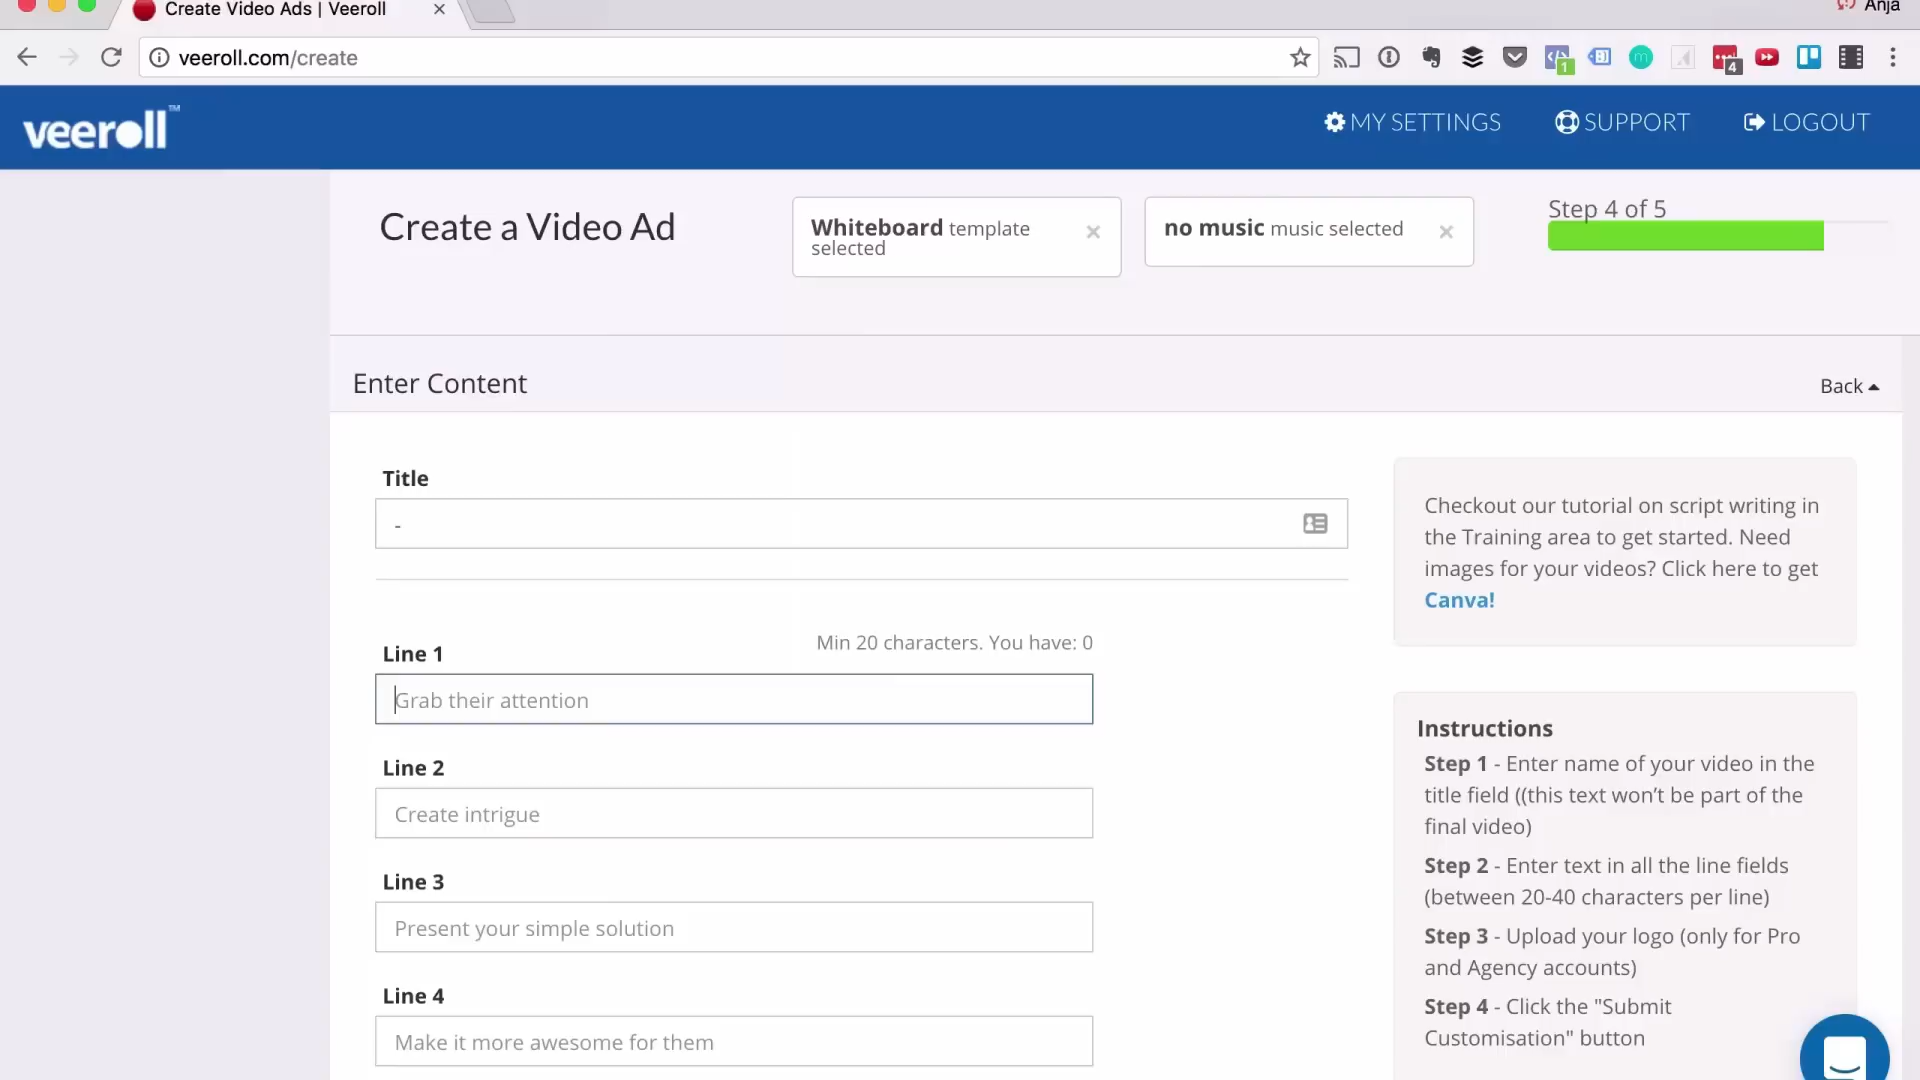 Create Video Ads | Veeroll
Anja
veeroll.com/create
1
4
veeroll™
MY SETTINGS
SUPPORT
LOGOUT
Create a Video Ad
Whiteboard template
selected
no music music selected
Step 4 of 5
Enter Content
Back
Title
-
Line 1
Min 20 characters. You have: 0
Grab their attention
Line 2
Create intrigue
Line 3
Present your simple solution
Line 4
Make it more awesome for them
Checkout our tutorial on script writing in
the Training area to get started. Need
images for your videos? Click here to get
Canva!
Instructions
Step 1 - Enter name of your video in the
title field ((this text won’t be part of the
final video)
Step 2 - Enter text in all the line fields
(between 20-40 characters per line)
Step 3 - Upload your logo (only for Pro
and Agency accounts)
Step 4 - Click the "Submit
Customisation" button